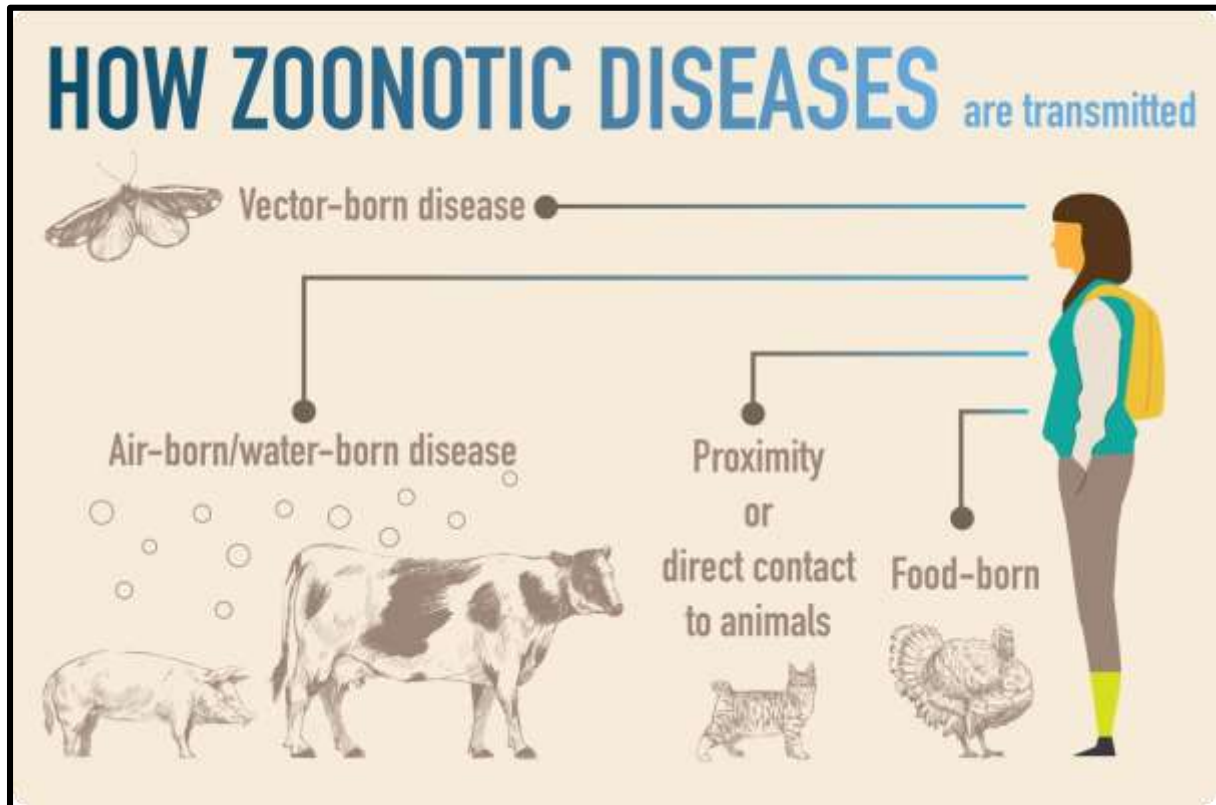 HOW ZOONOTIC DISEASES are transmitted
Vector-born disease
Air-born/water-born disease
Proximity
or
direct contact
to animals
Food-born